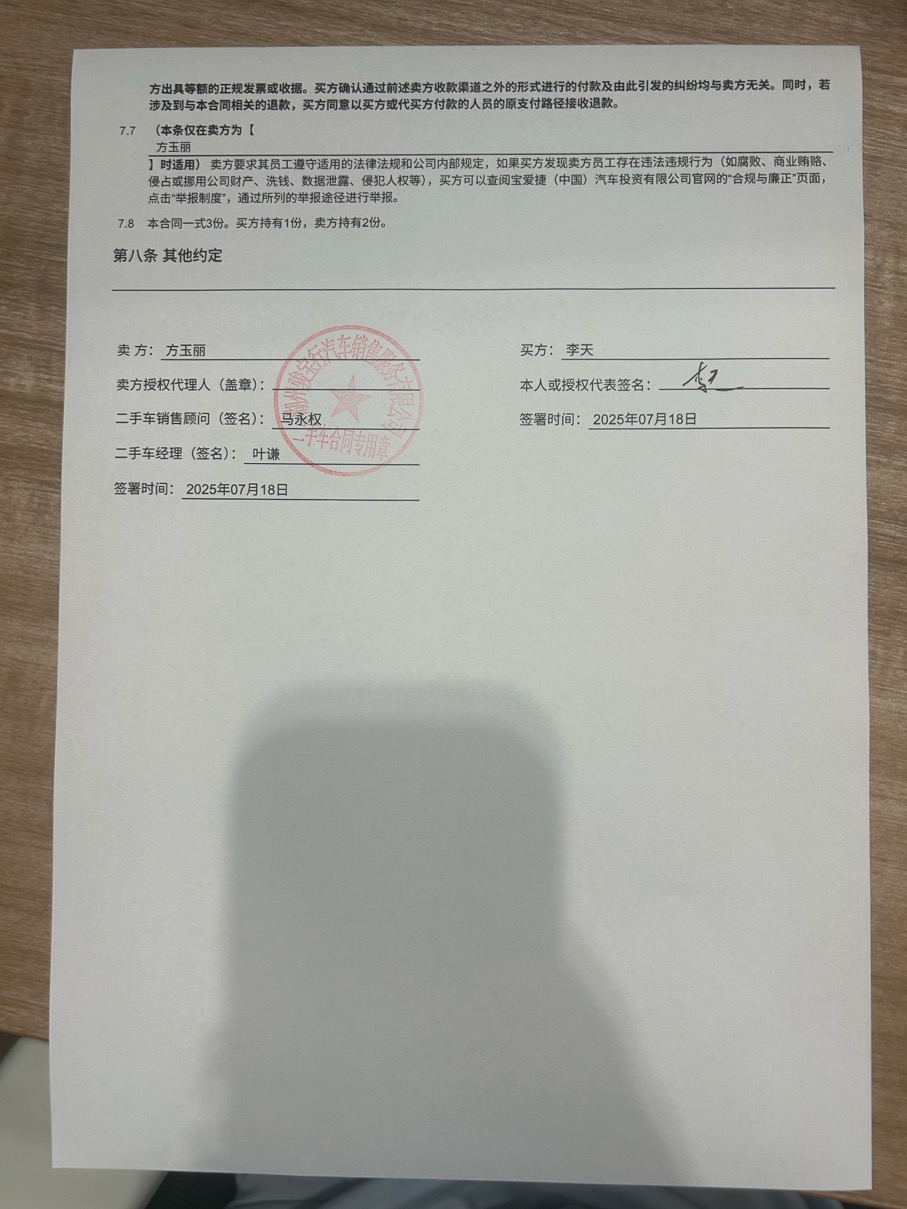 方出具等额的正规发票或收据。买方确认通过前述卖方收款渠道之外的形式进行的付款及由此引发的纠纷均与卖方无关。同时，若
涉及到与本合同相关的退款，买方同意以买方或代买方付款的人员的原支付路径接收退款。
7.7 （本条仅在卖方为【
方玉丽
】时适用） 卖方要求其员工遵守适用的法律法规和公司内部规定，如果买方发现卖方员工存在违法违规行为（如腐败、商业贿赂、
侵占或挪用公司财产、洗钱、数据泄露、侵犯人权等），买方可以查阅宝爱捷（中国）汽车投资有限公司官网的“合规与廉正”页面，
点击“举报制度”，通过所列的举报途径进行举报。
7.8 本合同一式3份。买方持有1份，卖方持有2份。
第八条 其他约定
卖 方： 方玉丽
买方： 李天
卖方授权代理人（盖章）：
本人或授权代表签名：
二手车销售顾问（签名）： 马永权
签署时间： 2025年07月18日
二手车经理（签名）： 叶谦
签署时间： 2025年07月18日
州骏宝行汽车销售服务有限公司
二手车合同专用章